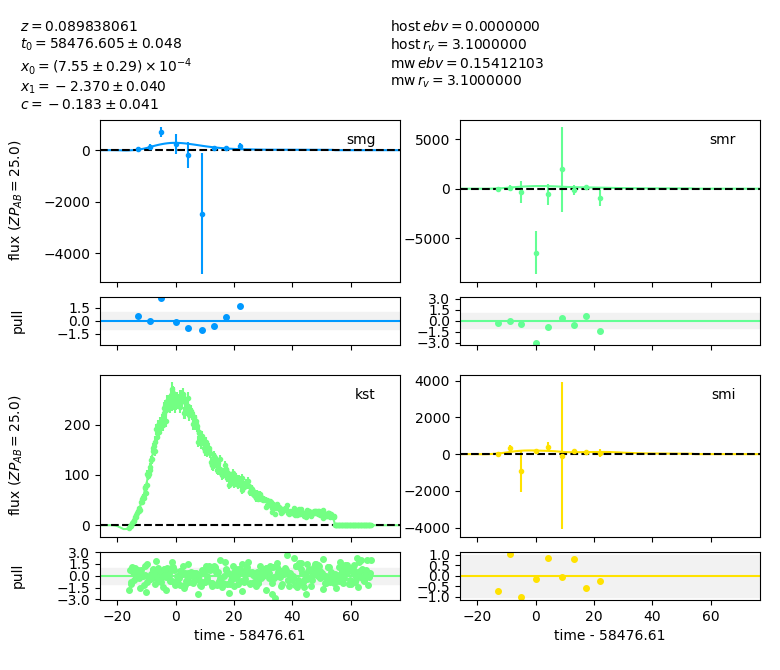 z = 0.089838061
t0 = 58476.605 ± 0.048
x0 = (7.55 ± 0.29) × 10⁻⁴
x1 = −2.370 ± 0.040
c = −0.183 ± 0.041
host ebv = 0.0000000
host rv = 3.1000000
mw ebv = 0.15412103
mw rv = 3.1000000
smg
flux (ZPAB = 25.0)
0
−2000
−4000
smr
5000
0
−5000
pull
1.5
0.0
−1.5
3.0
1.5
0.0
−1.5
−3.0
kst
flux (ZPAB = 25.0)
200
100
0
smi
4000
2000
0
−2000
−4000
pull
3.0
1.5
0.0
−1.5
−3.0
−20 0 20 40 60
time - 58476.61
1.0
0.5
0.0
−0.5
−1.0
−20 0 20 40 60
time - 58476.61